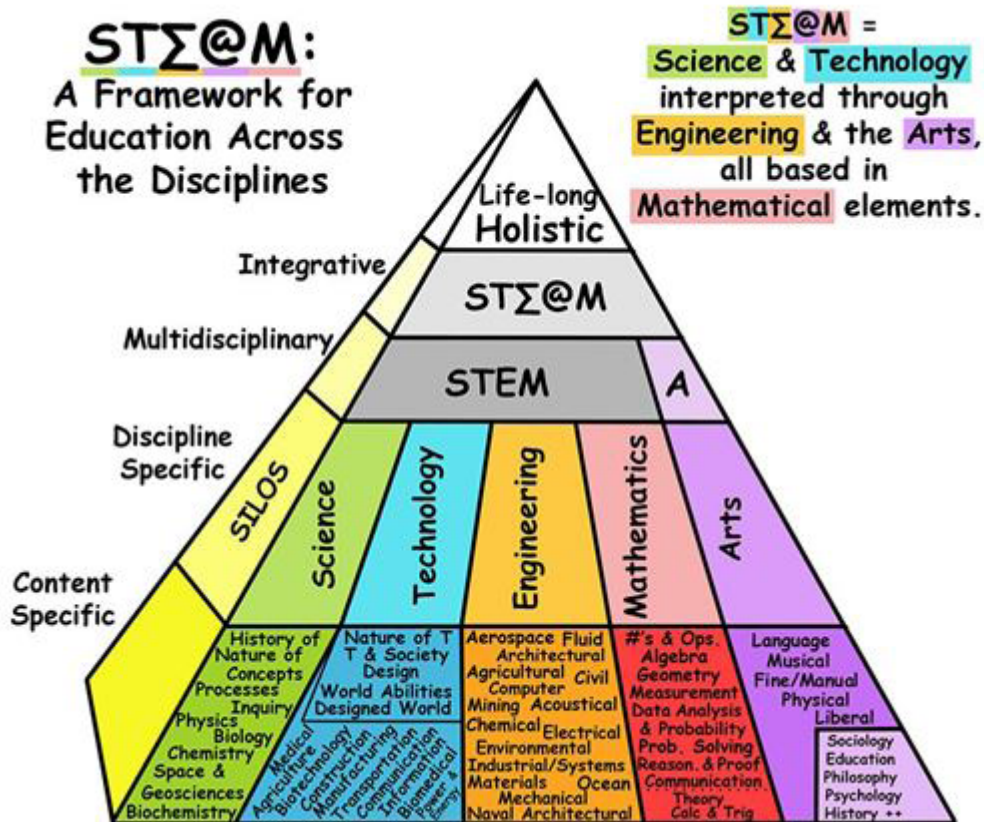 ST∑@M:
A Framework for
Education Across
the Disciplines
ST∑@M =
Science & Technology
interpreted through
Engineering & the Arts,
all based in
Mathematical elements.
Life-long
Holistic
Integrative
ST∑@M
Multidisciplinary
STEM
A
Discipline
Specific
SILOS
Science
Technology
Engineering
Mathematics
Arts
Content
Specific
History of
Nature of
Concepts
Processes
Inquiry
Physics
Biology
Chemistry
Space &
Geosciences
Biochemistry
Nature of T
T & Society
Design
World Abilities
Designed World
Medical
Agriculture
Biotechnology
Construction
Manufacturing
Transportation
Communication
Information
Biomedical
Power &
Energy
Aerospace Fluid
Architectural
Agricultural Civil
Computer
Mining Acoustical
Chemical Electrical
Environmental
Industrial/Systems
Materials Ocean
Mechanical
Naval Architectural
#'s & Ops.
Algebra
Geometry
Measurement
Data Analysis
& Probability
Prob. Solving
Reason. & Proof
Communication
Theory
Calc & Trig
Language
Musical
Fine/Manual
Physical
Liberal
Sociology
Education
Philosophy
Psychology
History ++